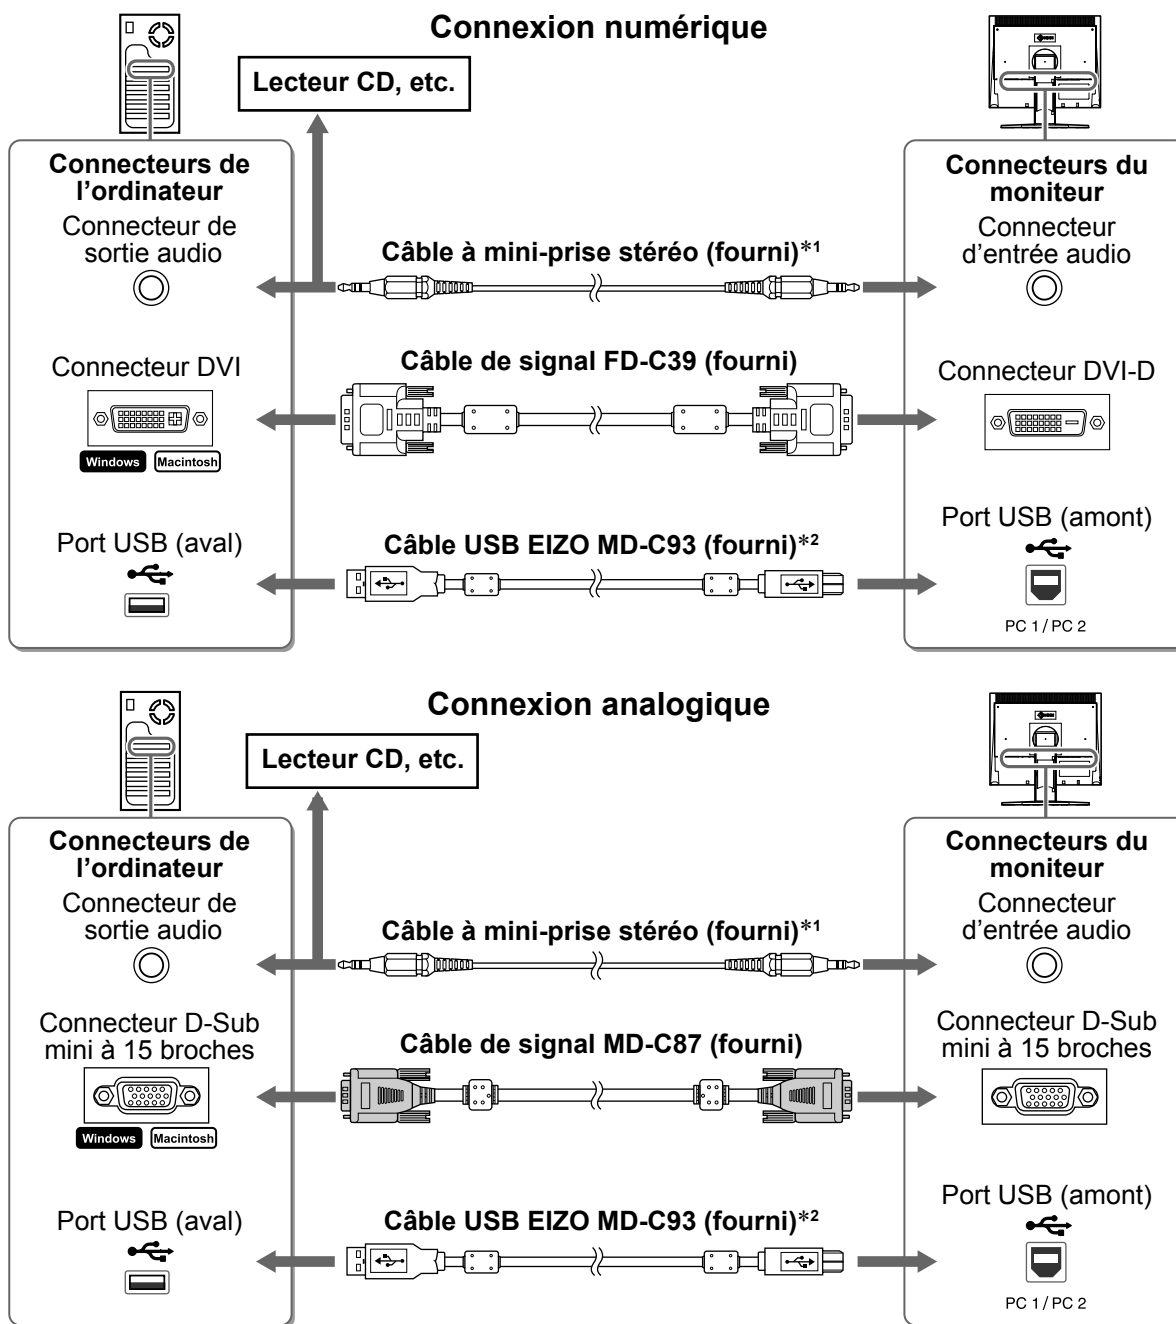 Connexion numérique
Lecteur CD, etc.
Connecteurs de
l’ordinateur
Connecteur de
sortie audio
Connecteur DVI
Windows Macintosh
Port USB (aval)
Câble à mini-prise stéréo (fourni)*1
Câble de signal FD-C39 (fourni)
Câble USB EIZO MD-C93 (fourni)*2
Connecteurs du
moniteur
Connecteur
d’entrée audio
Connecteur DVI-D
Port USB (amont)
PC 1 / PC 2
Connexion analogique
Lecteur CD, etc.
Connecteurs de
l’ordinateur
Connecteur de
sortie audio
Connecteur D-Sub
mini à 15 broches
Windows Macintosh
Port USB (aval)
Câble à mini-prise stéréo (fourni)*1
Câble de signal MD-C87 (fourni)
Câble USB EIZO MD-C93 (fourni)*2
Connecteurs du
moniteur
Connecteur
d’entrée audio
Connecteur D-Sub
mini à 15 broches
Port USB (amont)
PC 1 / PC 2